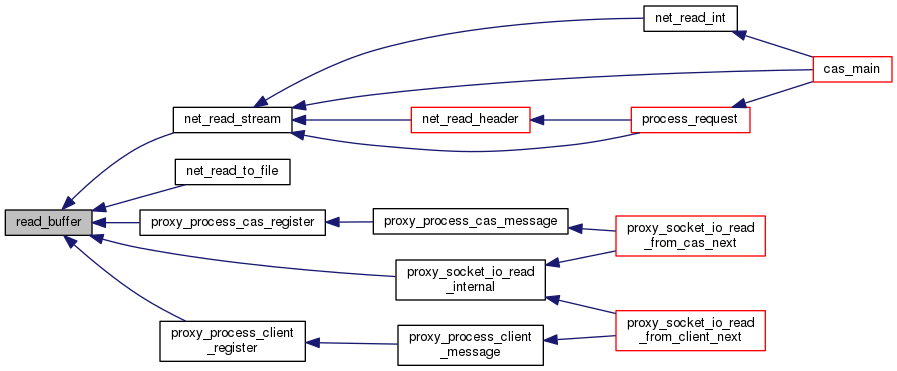 net_read_int
cas_main
net_read_stream
net_read_header
process_request
net_read_to_file
read_buffer
proxy_process_cas_register
proxy_process_cas_message
proxy_socket_io_read
_from_cas_next
proxy_socket_io_read
_internal
proxy_process_client
_register
proxy_process_client
_message
proxy_socket_io_read
_from_client_next